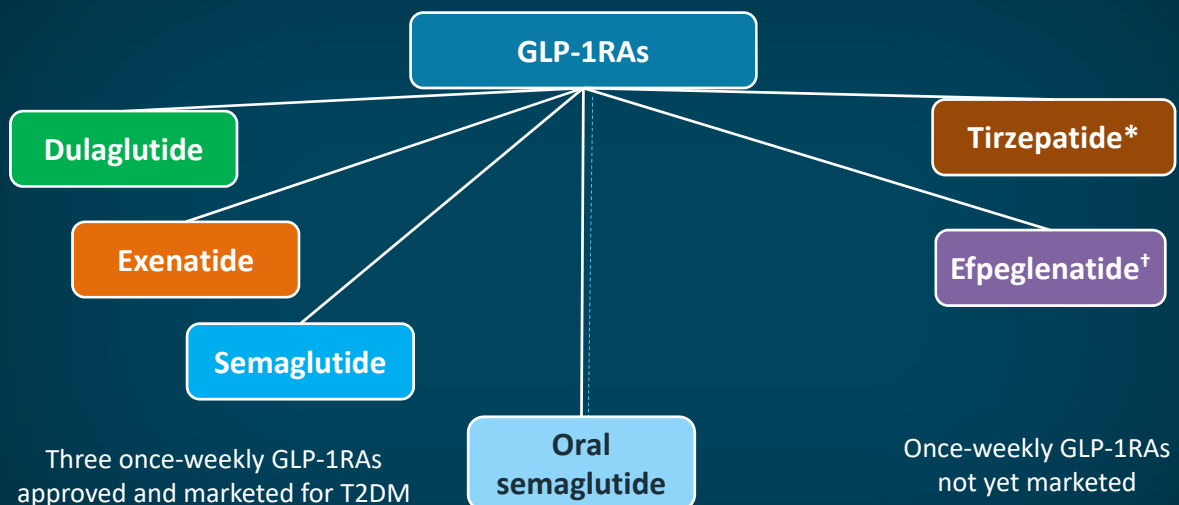 GLP-1RAs
Dulaglutide
Tirzepatide*
Exenatide
Efpeglenatide†
Semaglutide
Oral
semaglutide
Three once-weekly GLP-1RAs
approved and marketed for T2DM
Once-weekly GLP-1RAs
not yet marketed